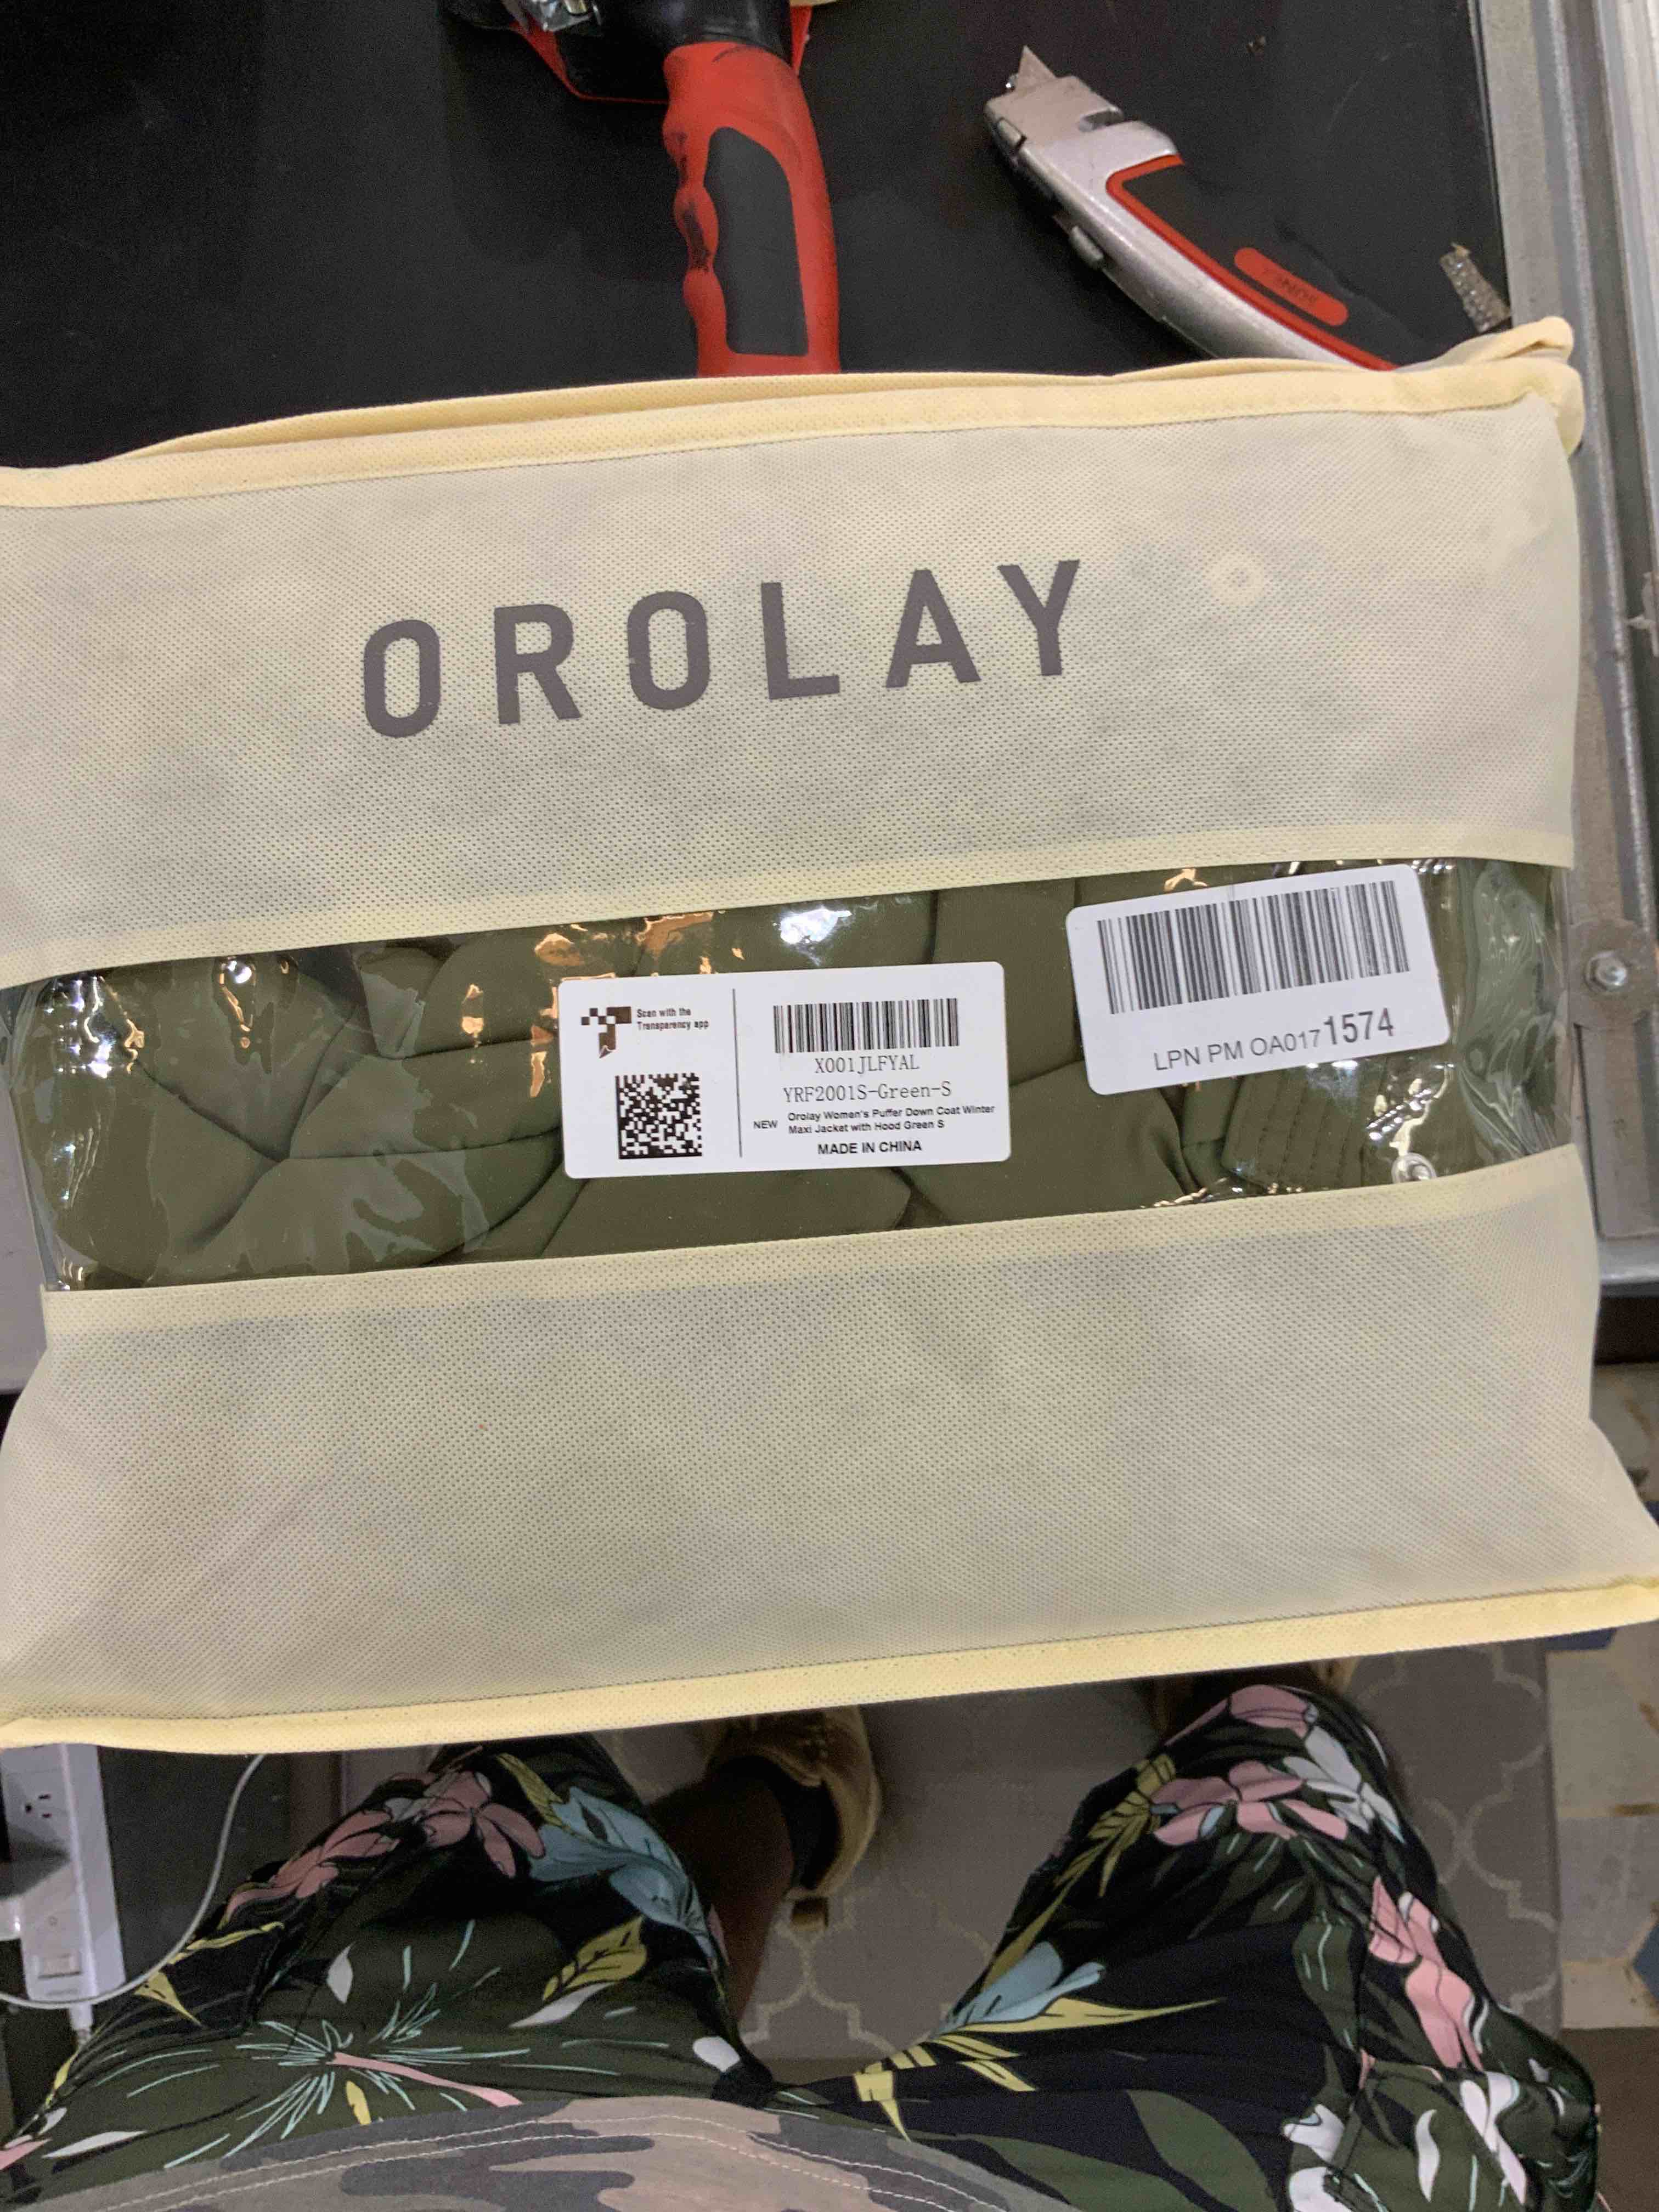 OROLAY
Scan with the
Transparency app
X001JLFYAL
YRF2001S-Green-S
NEW Orolay Women's Puffer Down Coat Winter
Maxi Jacket with Hood Green S
MADE IN CHINA
LPN PM OA0171574